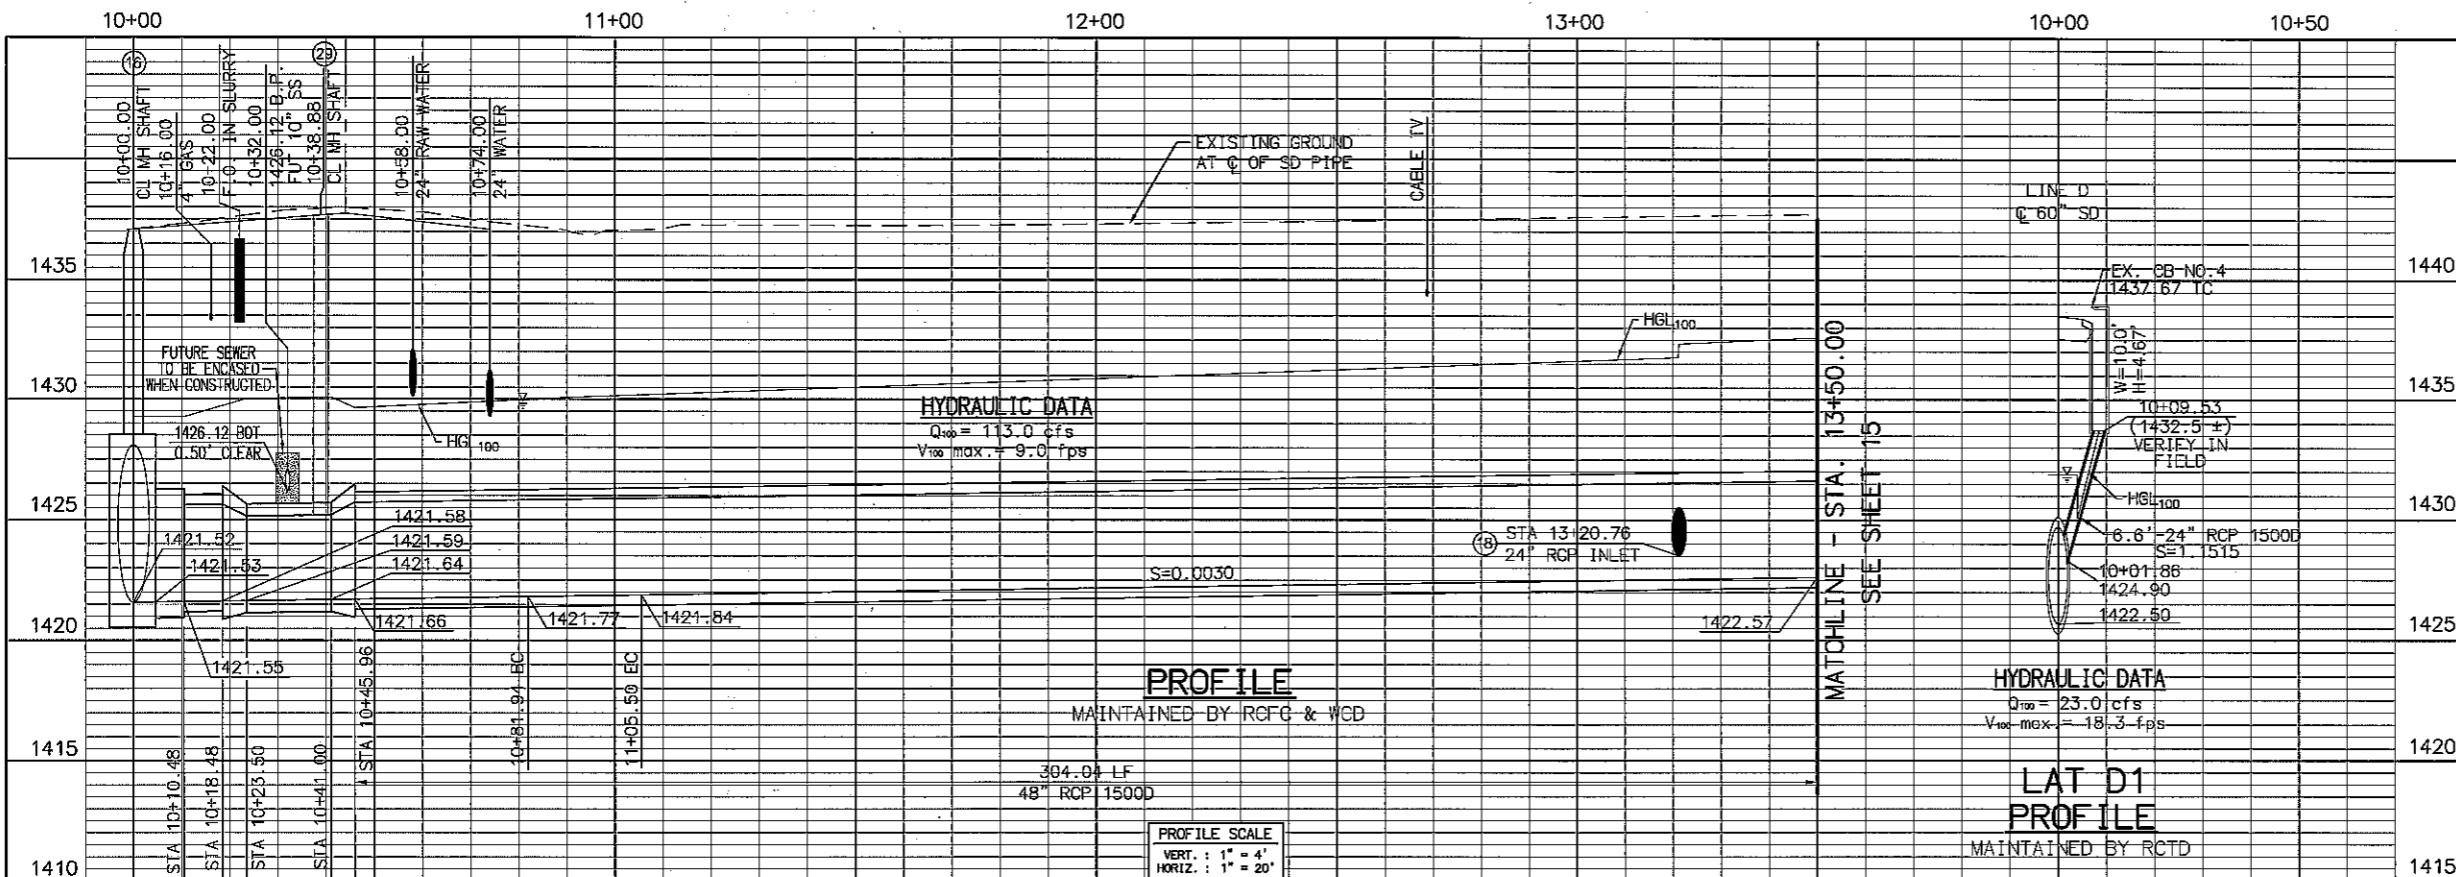 10+00
11+00
12+00
13+00
10+00
10+50
16
10+00.00
CL MH SHAFT
10+16.00
4" GAS
10+22.00
F.O. IN SLURRY
10+32.00
1426.12 B.P.
FUT 10" SS
29
10+38.88
CL MH SHAFT
10+58.00
24" RAW WATER
10+74.00
24" WATER
EXISTING GROUND
AT ℄ OF SD PIPE
CABLE TV
LINE D
℄ 60" SD
1435
1430
1425
1420
1415
1410
1440
1435
1430
1425
1420
1415
FUTURE SEWER
TO BE ENCASED
WHEN CONSTRUCTED
1426.12 BOT
0.50' CLEAR
HGL100
HYDRAULIC DATA
Q100 = 113.0 cfs
V100 max. = 9.0 fps
HGL100
1421.52
1421.53
1421.58
1421.59
1421.64
1421.66
1421.55
1421.77
1421.84
S=0.0030
18
STA 13+20.76
24" RCP INLET
1422.57
MATCHLINE - STA. 13+50.00
SEE SHEET 15
STA 10+10.48
STA 10+18.48
STA 10+23.50
STA 10+41.00
STA 10+45.96
10+81.94 BC
11+05.50 EC
PROFILE
MAINTAINED BY RCFC & WCD
304.04 LF
48" RCP 1500D
PROFILE SCALE
VERT. : 1" = 4'
HORIZ. : 1" = 20'
EX. CB NO.4
1437.67 TC
W=10.0'
H=4.67'
10+09.53
(1432.5 ±)
VERIFY IN
FIELD
HGL100
6.6'-24" RCP 1500D
S=1.1515
10+01.86
1424.90
1422.50
HYDRAULIC DATA
Q100 = 23.0 cfs
V100 max. = 18.3 fps
LAT D1
PROFILE
MAINTAINED BY RCTD